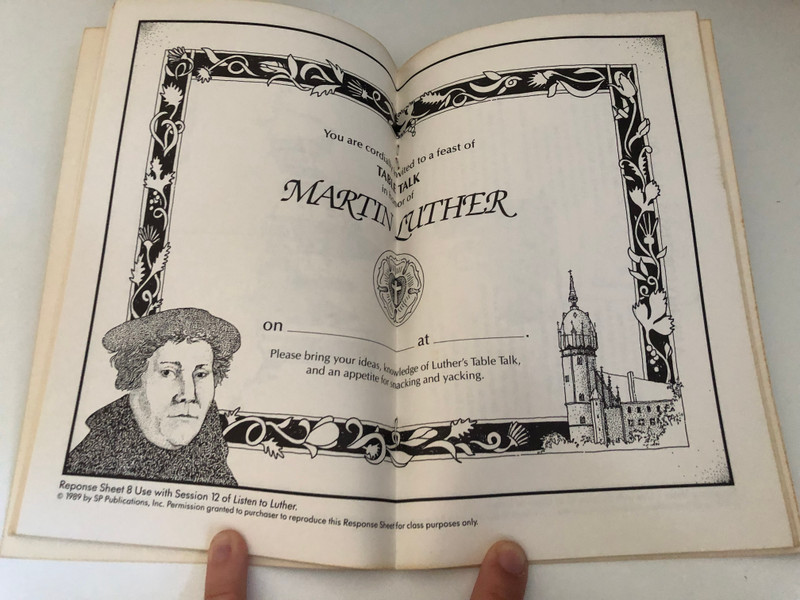 You are cordially invited to a feast of
TABLE TALK
in honor of
MARTIN LUTHER
on
at .
Please bring your ideas, knowledge of Luther's Table Talk,
and an appetite for snacking and yacking.
Reponse Sheet 8 Use with Session 12 of Listen to Luther.
© 1989 by SP Publications, Inc. Permission granted to purchaser to reproduce this Response Sheet for class purposes only.